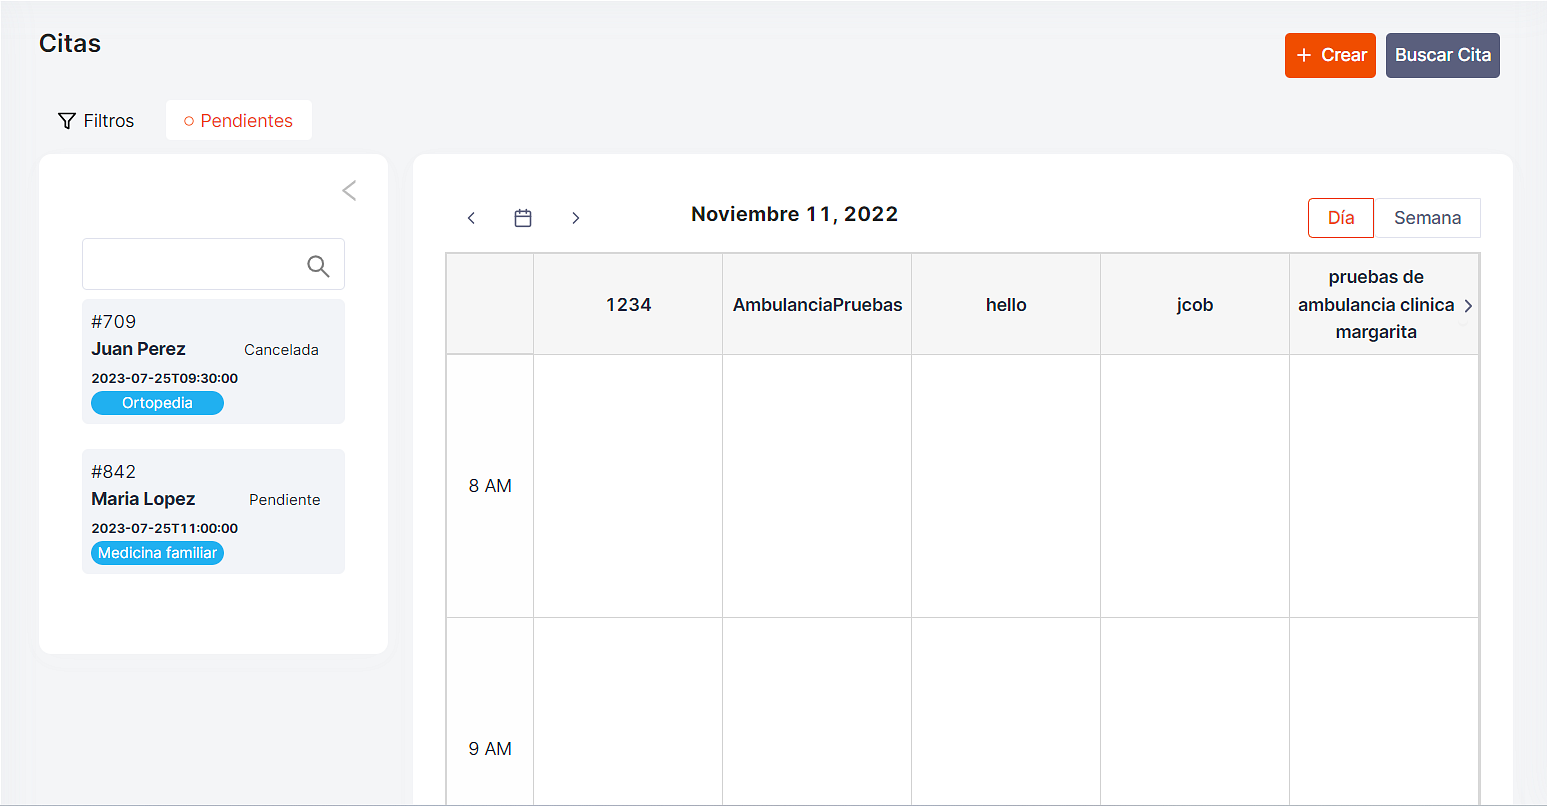 Citas
+ Crear
Buscar Cita
Filtros
Pendientes
#709
Juan Perez
Cancelada
2023-07-25T09:30:00
Ortopedia
#842
Maria Lopez
Pendiente
2023-07-25T11:00:00
Medicina familiar
Noviembre 11, 2022
Día
Semana
1234
AmbulanciaPruebas
hello
jcob
pruebas de
ambulancia clinica
margarita
8 AM
9 AM